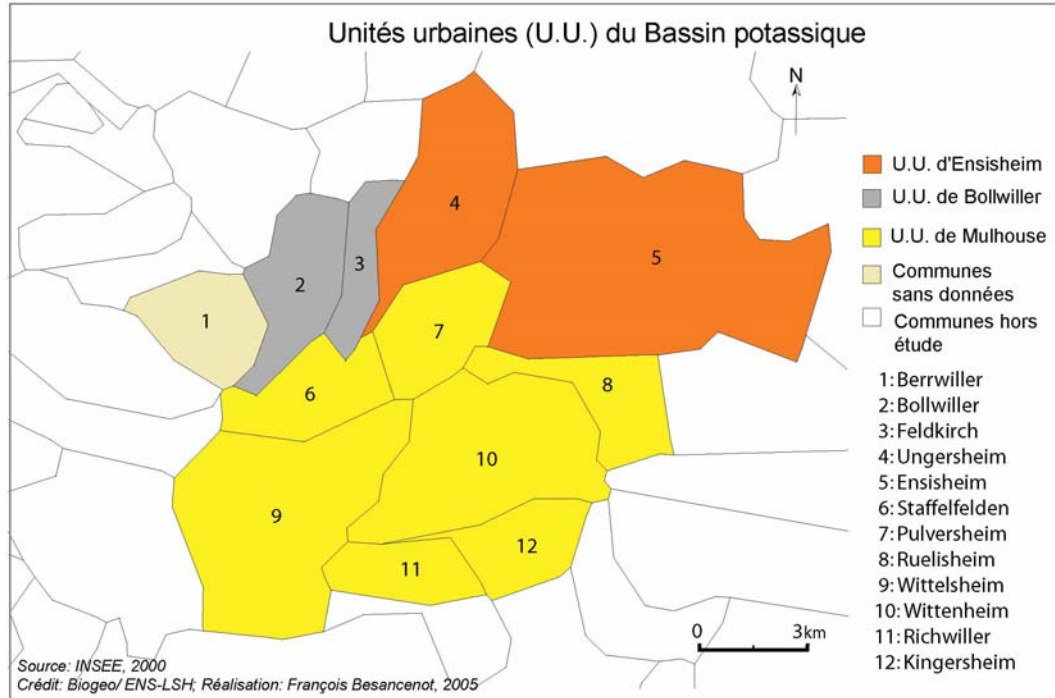 Unités urbaines (U.U.) du Bassin potassique
N
U.U. d'Ensisheim
U.U. de Bollwiller
U.U. de Mulhouse
Communes
sans données
Communes hors
étude
1
2
3
4
5
6
7
8
9
10
11
12
1:Berrwiller
2:Bollwiller
3:Feldkirch
4:Ungersheim
5:Ensisheim
6:Staffelfelden
7:Pulversheim
8:Ruelisheim
9:Wittelsheim
10:Wittenheim
11:Richwiller
12:Kingersheim
0 3km
Source: INSEE, 2000
Crédit: Biogeo/ ENS-LSH; Réalisation: François Besancenot, 2005